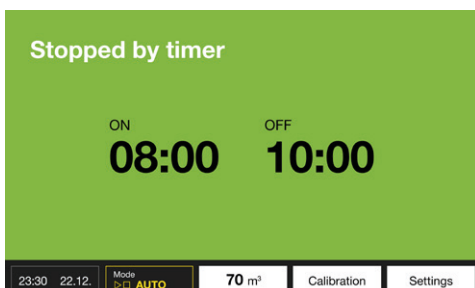 Stopped by timer
ON OFF
08:00 10:00
23:30 22.12. Mode AUTO 70 m³ Calibration Settings